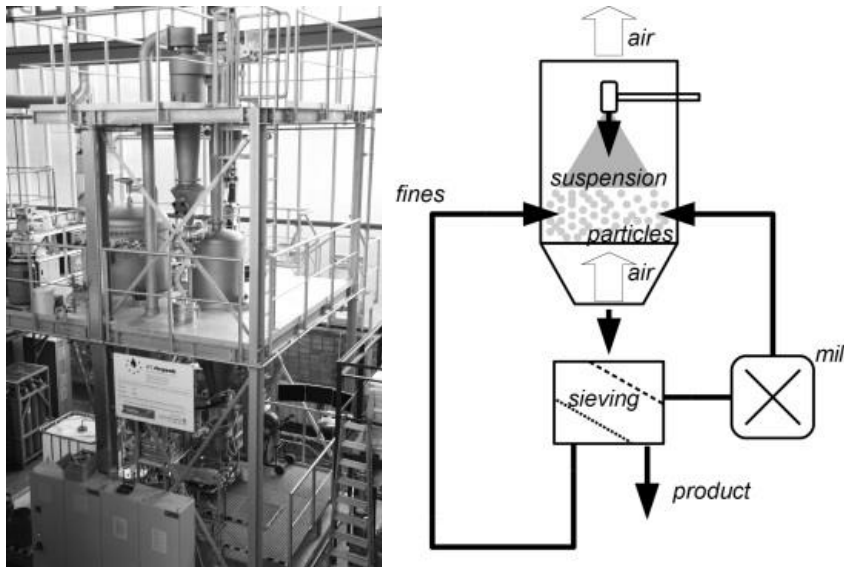 air
suspension
fines
particles
air
mil
sieving
product